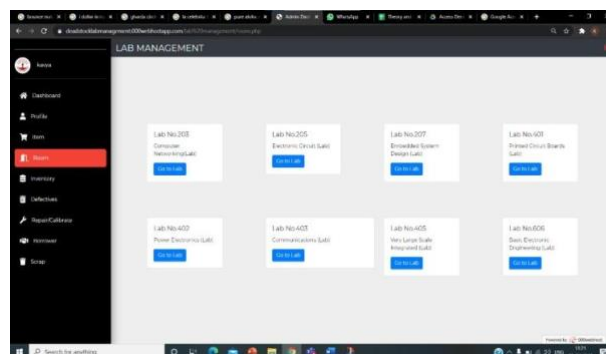 WhatsApp
LAB MANAGEMENT
kavya
Dashboard
Profile
Item
Room
Inventory
Defectives
Repair/Calibrate
Borrower
Scrap
Lab No.203
Computer
Networking(Lab)
Go to Lab
Lab No.205
Electronic Circuit (Lab)
Go to Lab
Lab No.207
Embedded System
Design (Lab)
Go to Lab
Lab No.401
Printed Circuit Boards
(Lab)
Go to Lab
Lab No.402
Power Electronics (Lab)
Go to Lab
Lab No.403
Communications (Lab)
Go to Lab
Lab No.405
Very Large Scale
Integrated (Lab)
Go to Lab
Lab No.606
Basic Electronic
Engineering (Lab)
Go to Lab
Search for anything